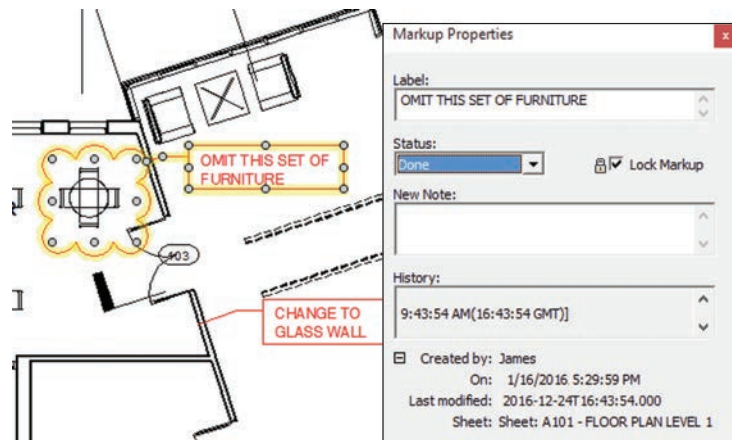 OMIT THIS SET OF
FURNITURE
403
CHANGE TO
GLASS WALL
Markup Properties
x
Label:
OMIT THIS SET OF FURNITURE
Status:
Done
Lock Markup
New Note:
History:
9:43:54 AM(16:43:54 GMT)]
Created by: James
On: 1/16/2016 5:29:59 PM
Last modified: 2016-12-24T16:43:54.000
Sheet: Sheet: A101 - FLOOR PLAN LEVEL 1